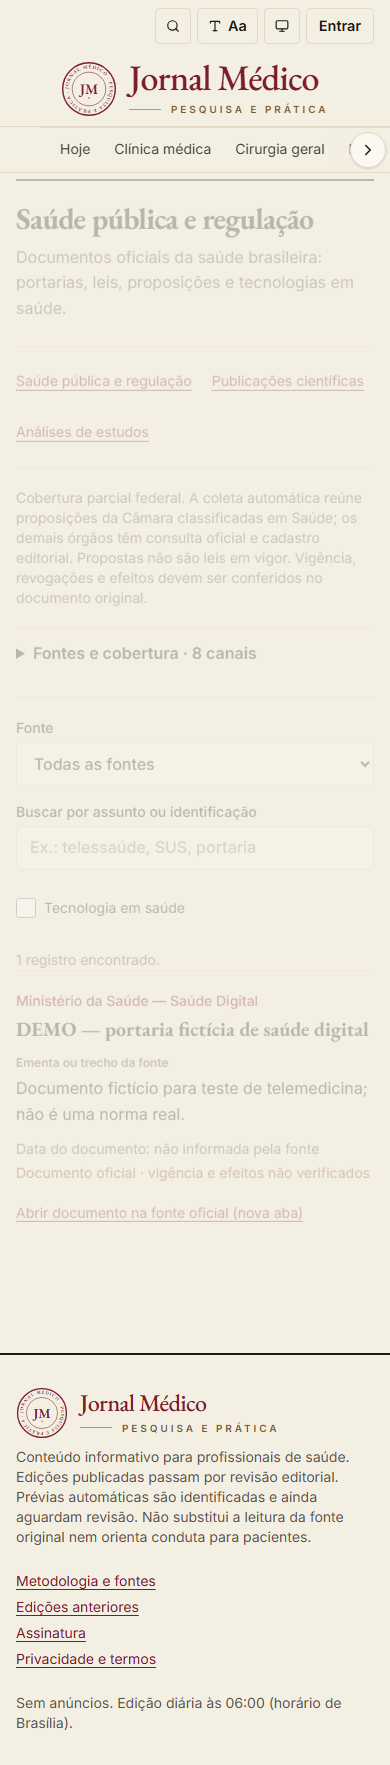 Aa
Entrar
JM
Jornal Médico
PESQUISA E PRÁTICA
Hoje
Clínica médica
Cirurgia geral
Saúde pública e regulação
Documentos oficiais da saúde brasileira:
portarias, leis, proposições e tecnologias em
saúde.
Saúde pública e regulação
Publicações científicas
Análises de estudos
Cobertura parcial federal. A coleta automática reúne
proposições da Câmara classificadas em Saúde; os
demais órgãos têm consulta oficial e cadastro
editorial. Propostas não são leis em vigor. Vigência,
revogações e efeitos devem ser conferidos no
documento original.
Fontes e cobertura · 8 canais
Fonte
Todas as fontes
Buscar por assunto ou identificação
Ex.: telessaúde, SUS, portaria
Tecnologia em saúde
1 registro encontrado.
Ministério da Saúde — Saúde Digital
DEMO — portaria fictícia de saúde digital
Ementa ou trecho da fonte
Documento fictício para teste de telemedicina;
não é uma norma real.
Data do documento: não informada pela fonte
Documento oficial · vigência e efeitos não verificados
Abrir documento na fonte oficial (nova aba)
JM
Jornal Médico
PESQUISA E PRÁTICA
Conteúdo informativo para profissionais de saúde.
Edições publicadas passam por revisão editorial.
Prévias automáticas são identificadas e ainda
aguardam revisão. Não substitui a leitura da fonte
original nem orienta conduta para pacientes.
Metodologia e fontes
Edições anteriores
Assinatura
Privacidade e termos
Sem anúncios. Edição diária às 06:00 (horário de
Brasília).